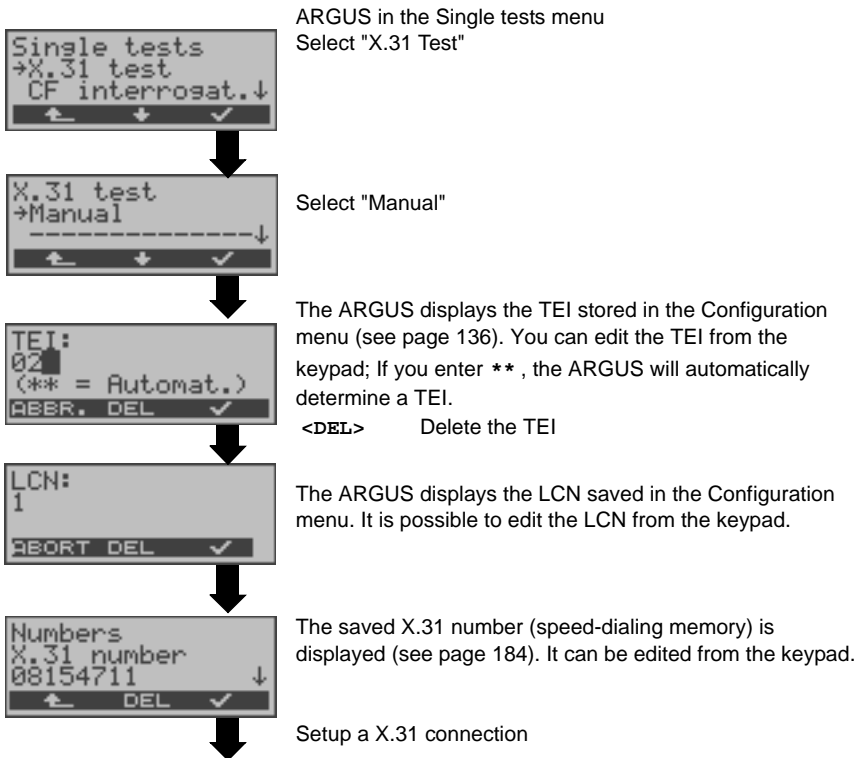 ARGUS in the Single tests menu
Select "X.31 Test"
Single tests
→X.31 test
CF interrogat.↓
X.31 test
→Manual
---------------↓
Select "Manual"
The ARGUS displays the TEI stored in the Configuration
menu (see page 136). You can edit the TEI from the
keypad; If you enter ** , the ARGUS will automatically
determine a TEI.
<DEL> Delete the TEI
TEI:
02
(** = Automat.)
ABBR. DEL ✓
LCN:
1
ABORT DEL ✓
The ARGUS displays the LCN saved in the Configuration
menu. It is possible to edit the LCN from the keypad.
Numbers
X.31 number
08154711 ↓
DEL ✓
The saved X.31 number (speed-dialing memory) is
displayed (see page 184). It can be edited from the keypad.
Setup a X.31 connection